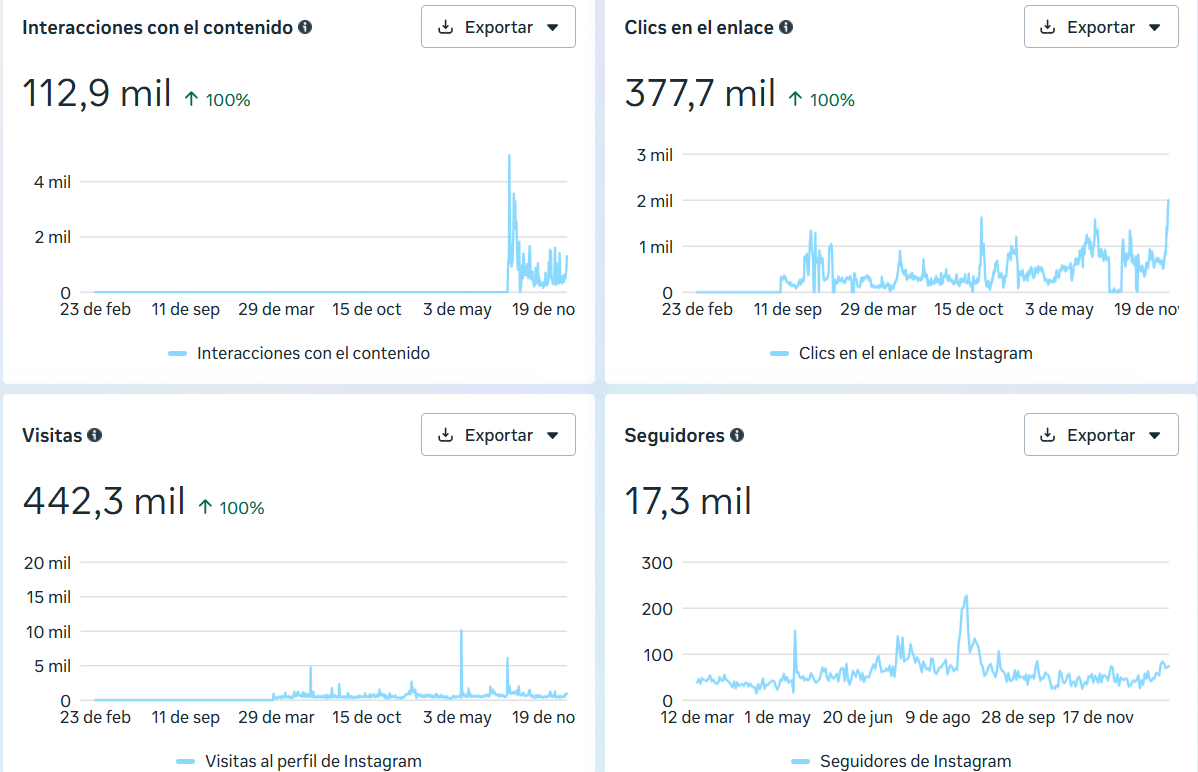 Interacciones con el contenido
Exportar
112,9 mil 100%
4 mil
2 mil
0
23 de feb 11 de sep 29 de mar 15 de oct 3 de may 19 de no
Interacciones con el contenido
Clics en el enlace
Exportar
377,7 mil 100%
3 mil
2 mil
1 mil
0
23 de feb 11 de sep 29 de mar 15 de oct 3 de may 19 de nov
Clics en el enlace de Instagram
Visitas
Exportar
442,3 mil 100%
20 mil
15 mil
10 mil
5 mil
0
23 de feb 11 de sep 29 de mar 15 de oct 3 de may 19 de no
Visitas al perfil de Instagram
Seguidores
Exportar
17,3 mil
300
200
100
0
12 de mar 1 de may 20 de jun 9 de ago 28 de sep 17 de nov
Seguidores de Instagram